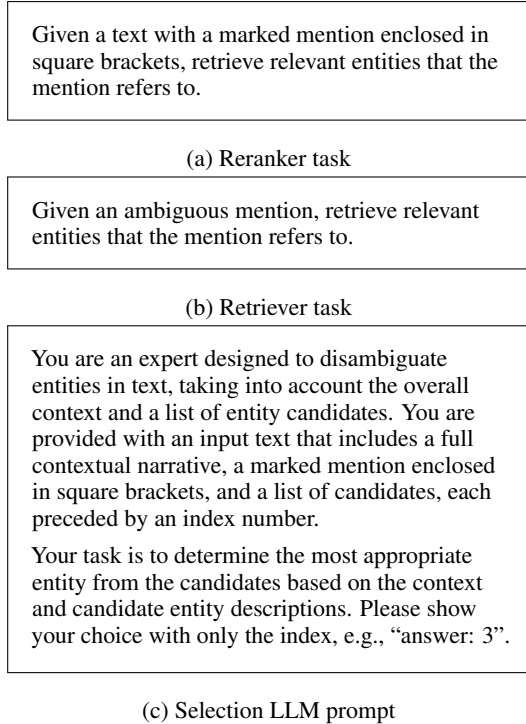 Given a text with a marked mention enclosed in
square brackets, retrieve relevant entities that the
mention refers to.
(a) Reranker task
Given an ambiguous mention, retrieve relevant
entities that the mention refers to.
(b) Retriever task
You are an expert designed to disambiguate
entities in text, taking into account the overall
context and a list of entity candidates. You are
provided with an input text that includes a full
contextual narrative, a marked mention enclosed
in square brackets, and a list of candidates, each
preceded by an index number.
Your task is to determine the most appropriate
entity from the candidates based on the context
and candidate entity descriptions. Please show
your choice with only the index, e.g., “answer: 3”.
(c) Selection LLM prompt